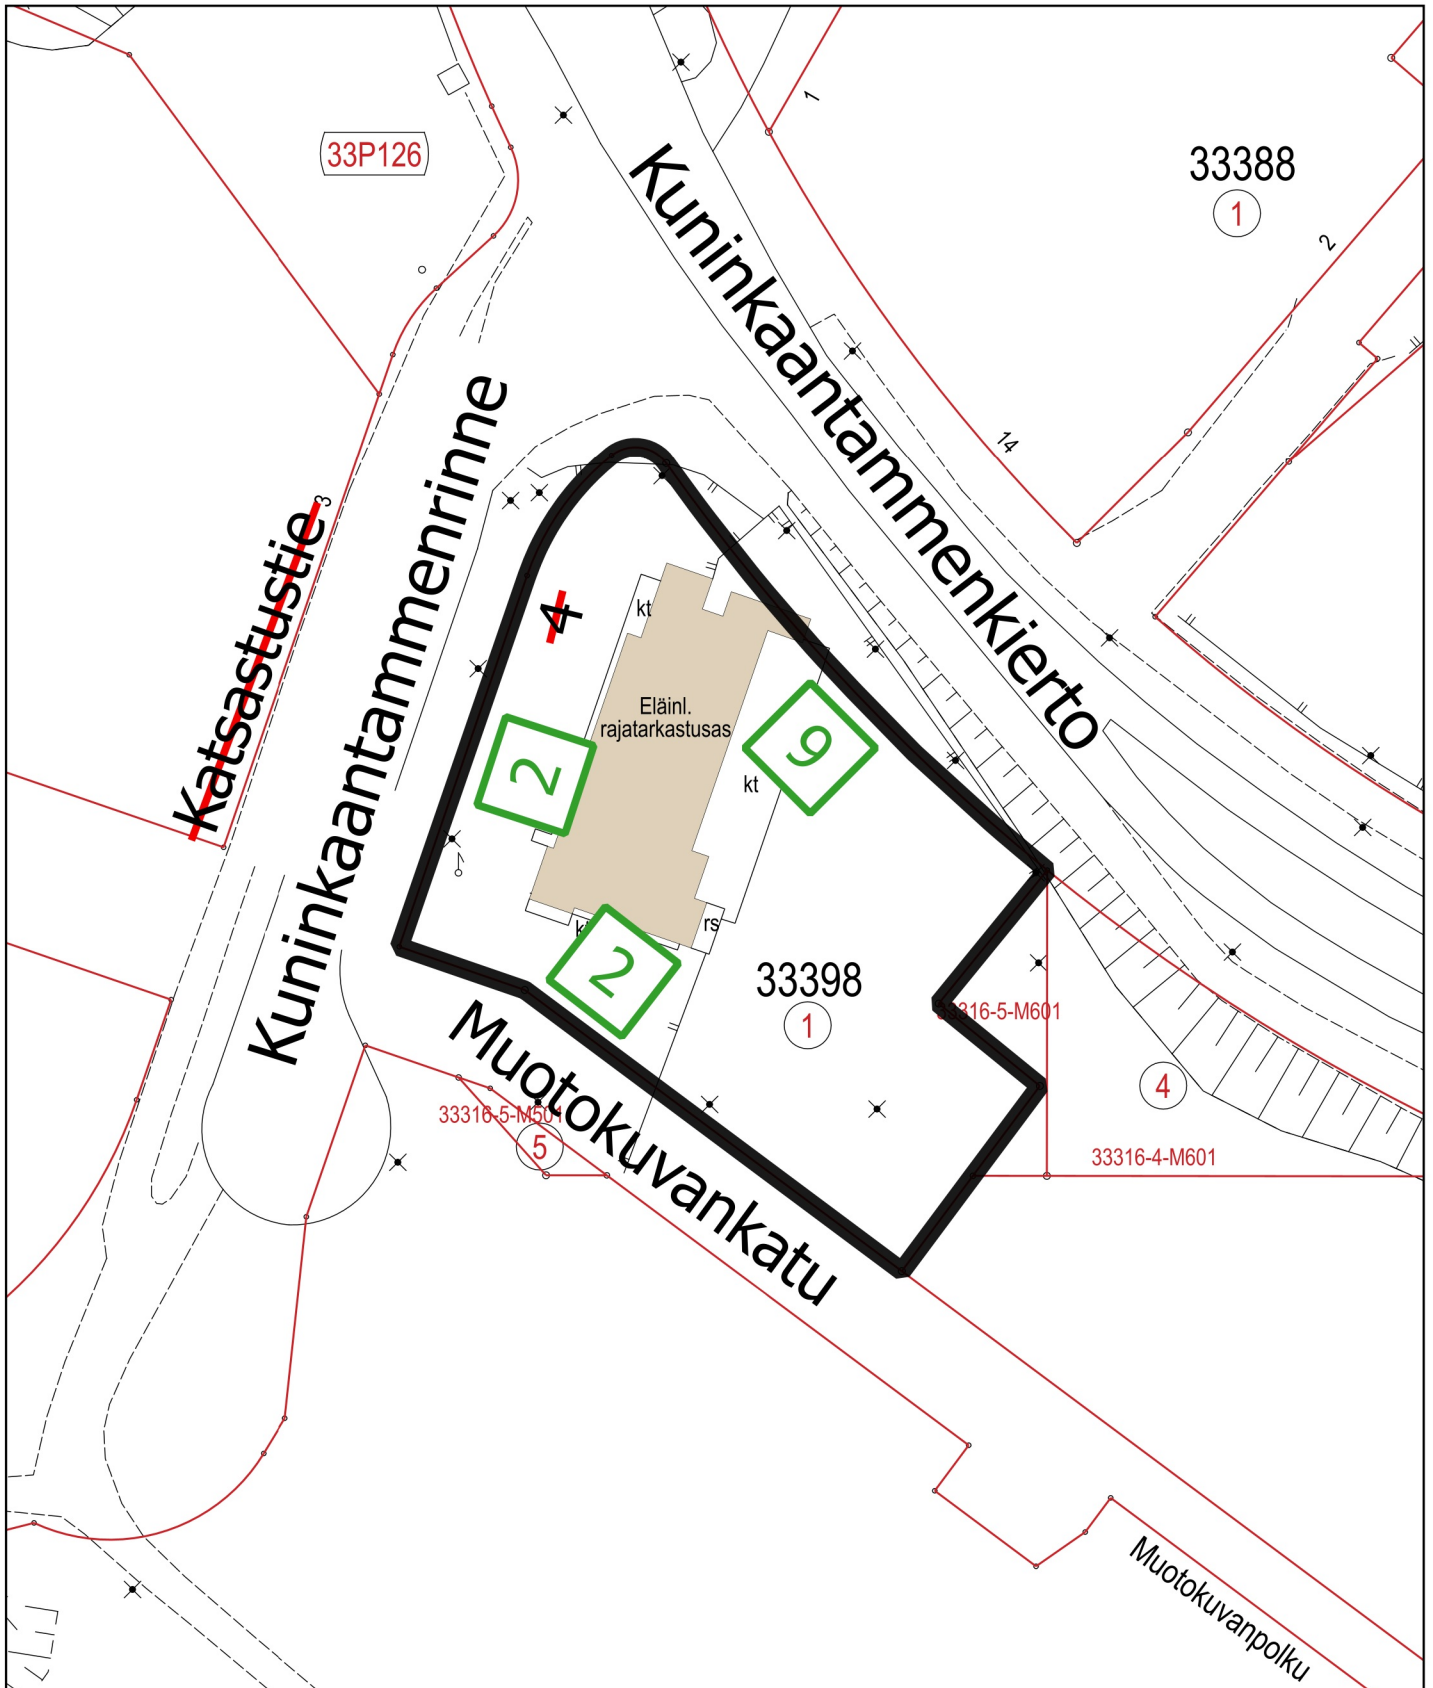 33P126
1
33388
1
2
Kuninkaantammenkierto
14
Kuninkaantammenrinne
3
Katsastustie
4
kt
Eläinl.
rajatarkastusas
2
9
kt
rs
2
33398
1
33316-5-M601
4
33316-4-M601
Muotokuvankatu
33316-5-M501
5
Muotokuvanpolku